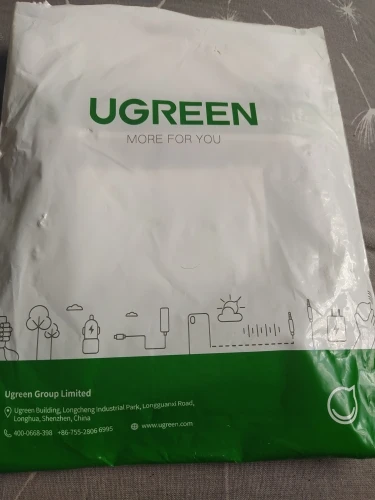 UGREEN
MORE FOR YOU
Ugreen Group Limited
Ugreen Building, Longcheng Industrial Park, Longguanxi Road,
Longhua, Shenzhen, China
400-0668-398 +86-755-2806 6995 www.ugreen.com